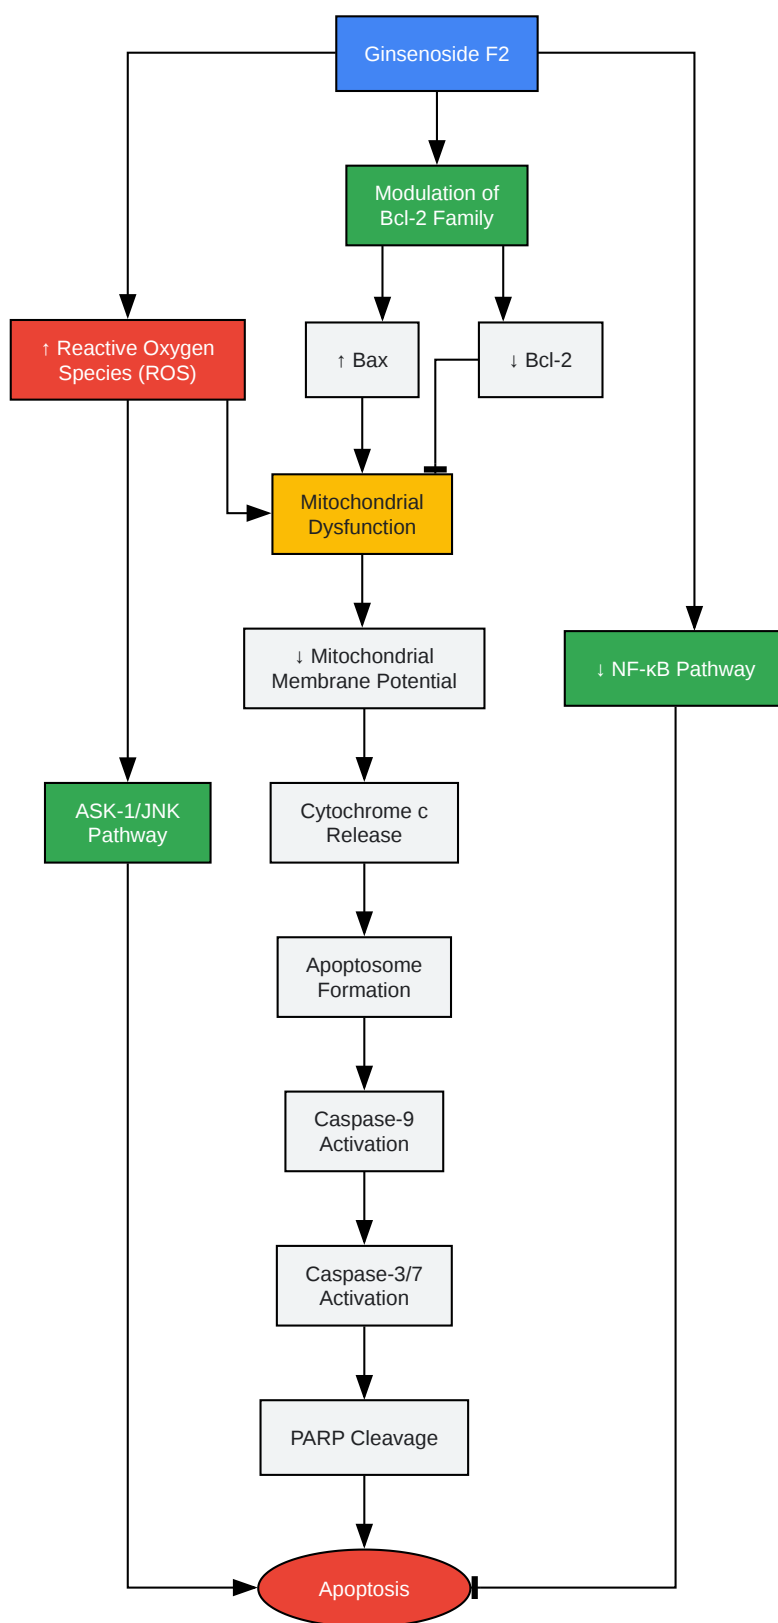 Ginsenoside F2
Modulation of
Bcl-2 Family
↑ Reactive Oxygen
Species (ROS)
↑ Bax
↓ Bcl-2
Mitochondrial
Dysfunction
↓ Mitochondrial
Membrane Potential
↓ NF-κB Pathway
ASK-1/JNK
Pathway
Cytochrome c
Release
Apoptosome
Formation
Caspase-9
Activation
Caspase-3/7
Activation
PARP Cleavage
Apoptosis